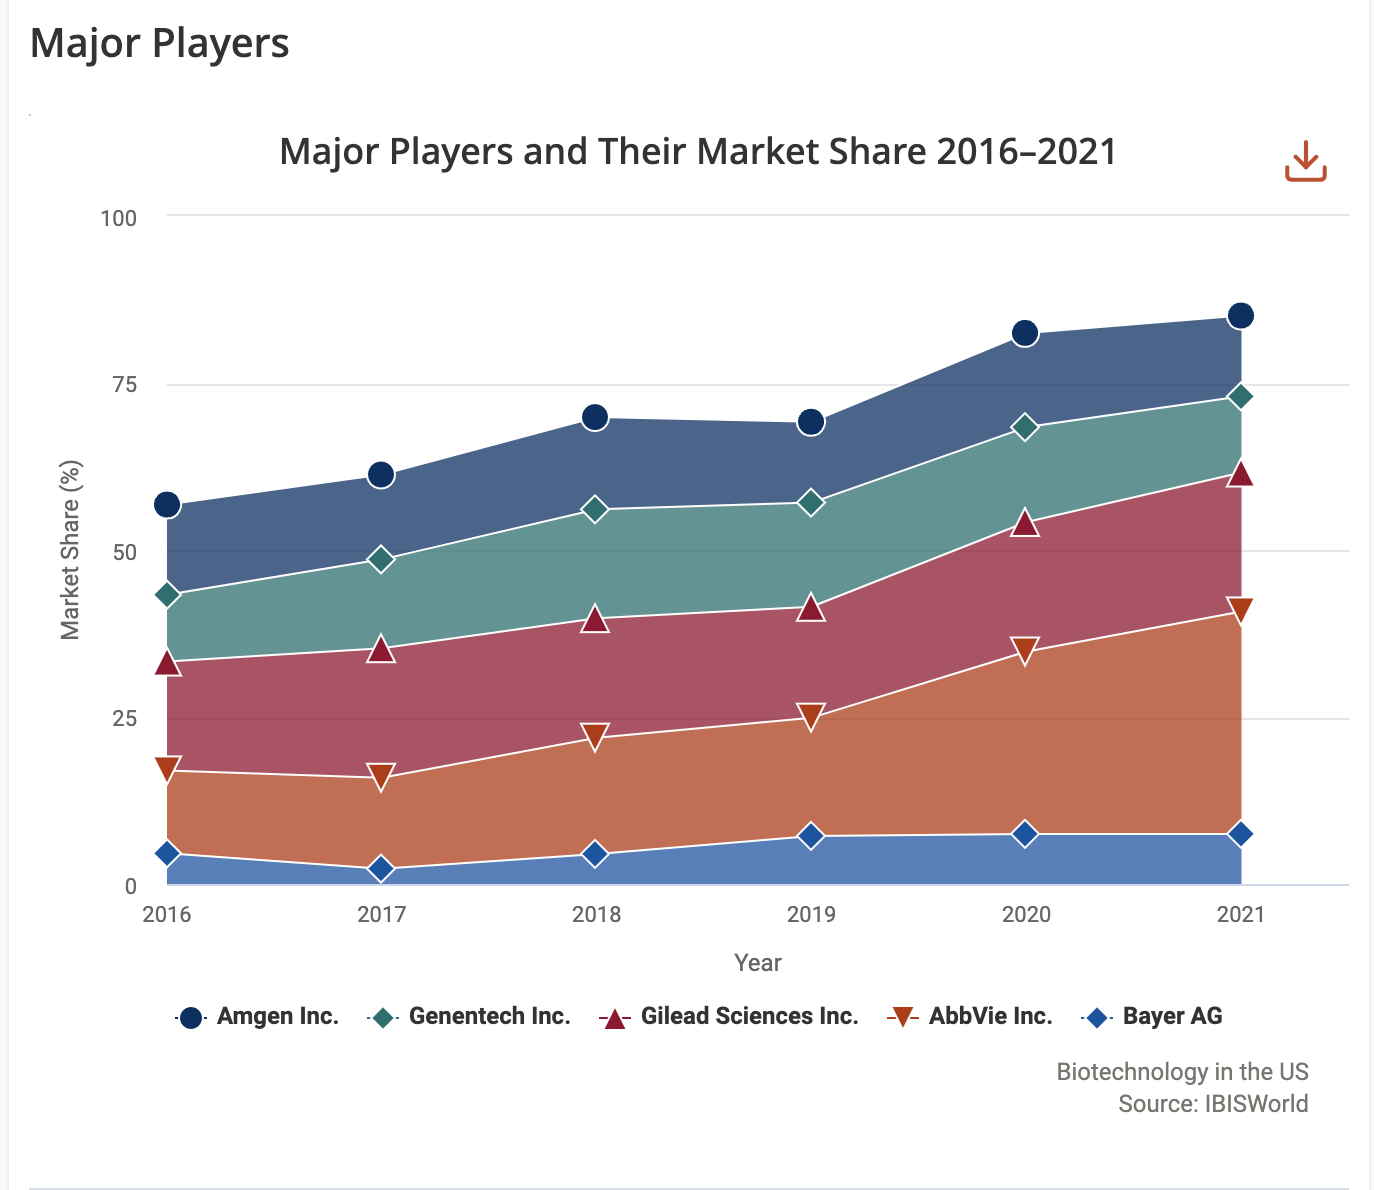 Major Players
Major Players and Their Market Share 2016–2021
100
75
50
25
0
Market Share (%)
2016 2017 2018 2019 2020 2021
Year
Amgen Inc. Genentech Inc. Gilead Sciences Inc. AbbVie Inc. Bayer AG
Biotechnology in the US
Source: IBISWorld